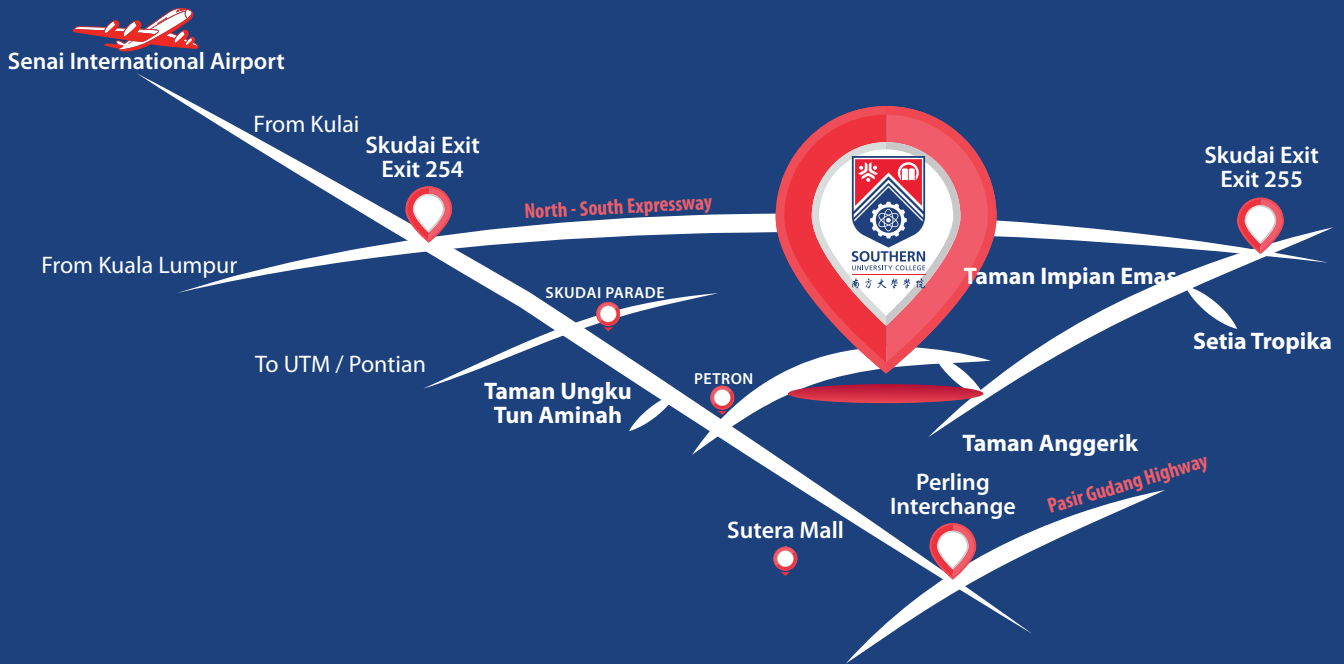 Senai International Airport
From Kulai
Skudai Exit
Exit 254
North - South Expressway
Skudai Exit
Exit 255
From Kuala Lumpur
SOUTHERN
UNIVERSITY COLLEGE
南方大學學院
Taman Impian Emas
SKUDAI PARADE
Setia Tropika
To UTM / Pontian
PETRON
Taman Ungku
Tun Aminah
Taman Anggerik
Perling
Interchange
Pasir Gudang Highway
Sutera Mall